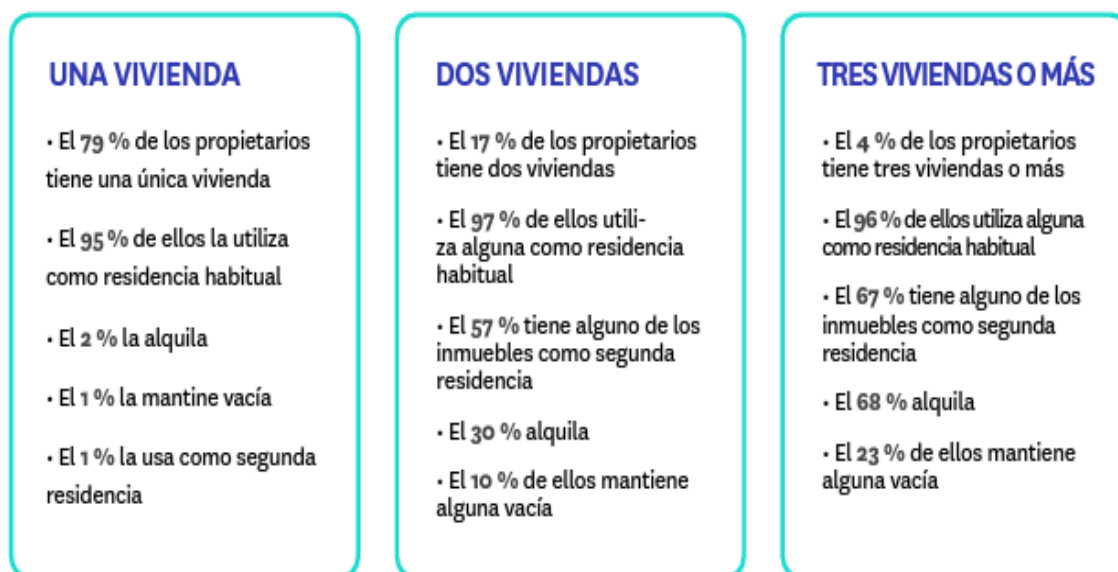 UNA VIVIENDA
· El 79 % de los propietarios
tiene una única vivienda
· El 95 % de ellos la utiliza
como residencia habitual
· El 2 % la alquila
· El 1 % la mantine vacía
· El 1 % la usa como segunda
residencia
DOS VIVIENDAS
· El 17 % de los propietarios
tiene dos viviendas
· El 97 % de ellos utili-
za alguna como residencia
habitual
· El 57 % tiene alguno de los
inmuebles como segunda
residencia
· El 30 % alquila
· El 10 % de ellos mantiene
alguna vacía
TRES VIVIENDAS O MÁS
· El 4 % de los propietarios
tiene tres viviendas o más
· El 96 % de ellos utiliza alguna
como residencia habitual
· El 67 % tiene alguno de los
inmuebles como segunda
residencia
· El 68 % alquila
· El 23 % de ellos mantiene
alguna vacía